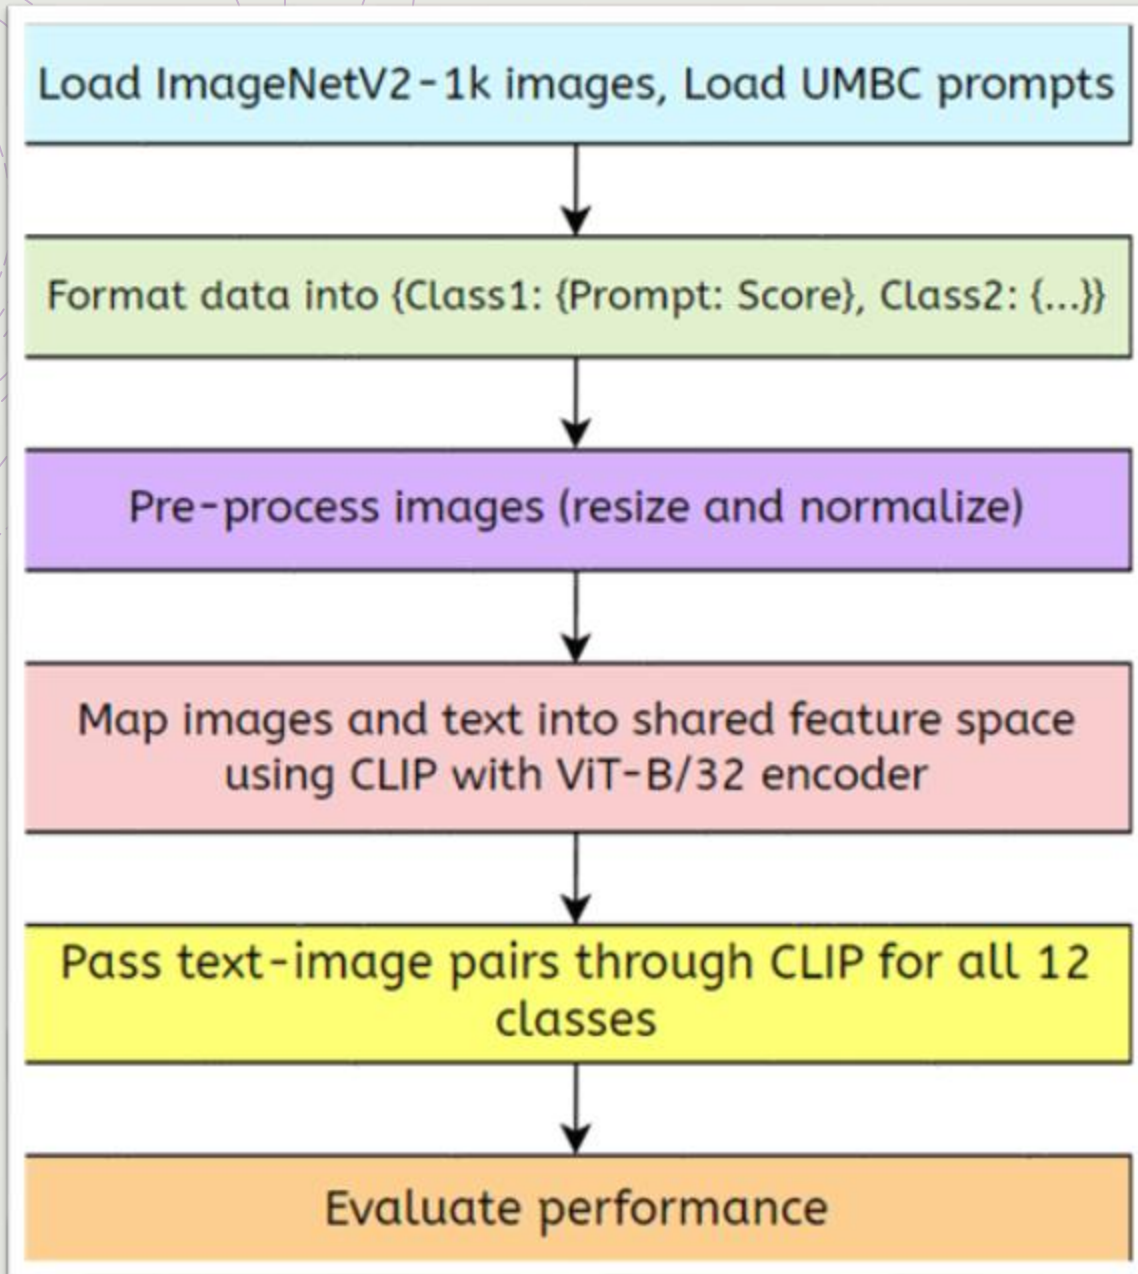 Load ImageNetV2-1k images, Load UMBC prompts
Format data into {Class1: {Prompt: Score}, Class2: {...}}
Pre-process images (resize and normalize)
Map images and text into shared feature space
using CLIP with ViT-B/32 encoder
Pass text-image pairs through CLIP for all 12
classes
Evaluate performance